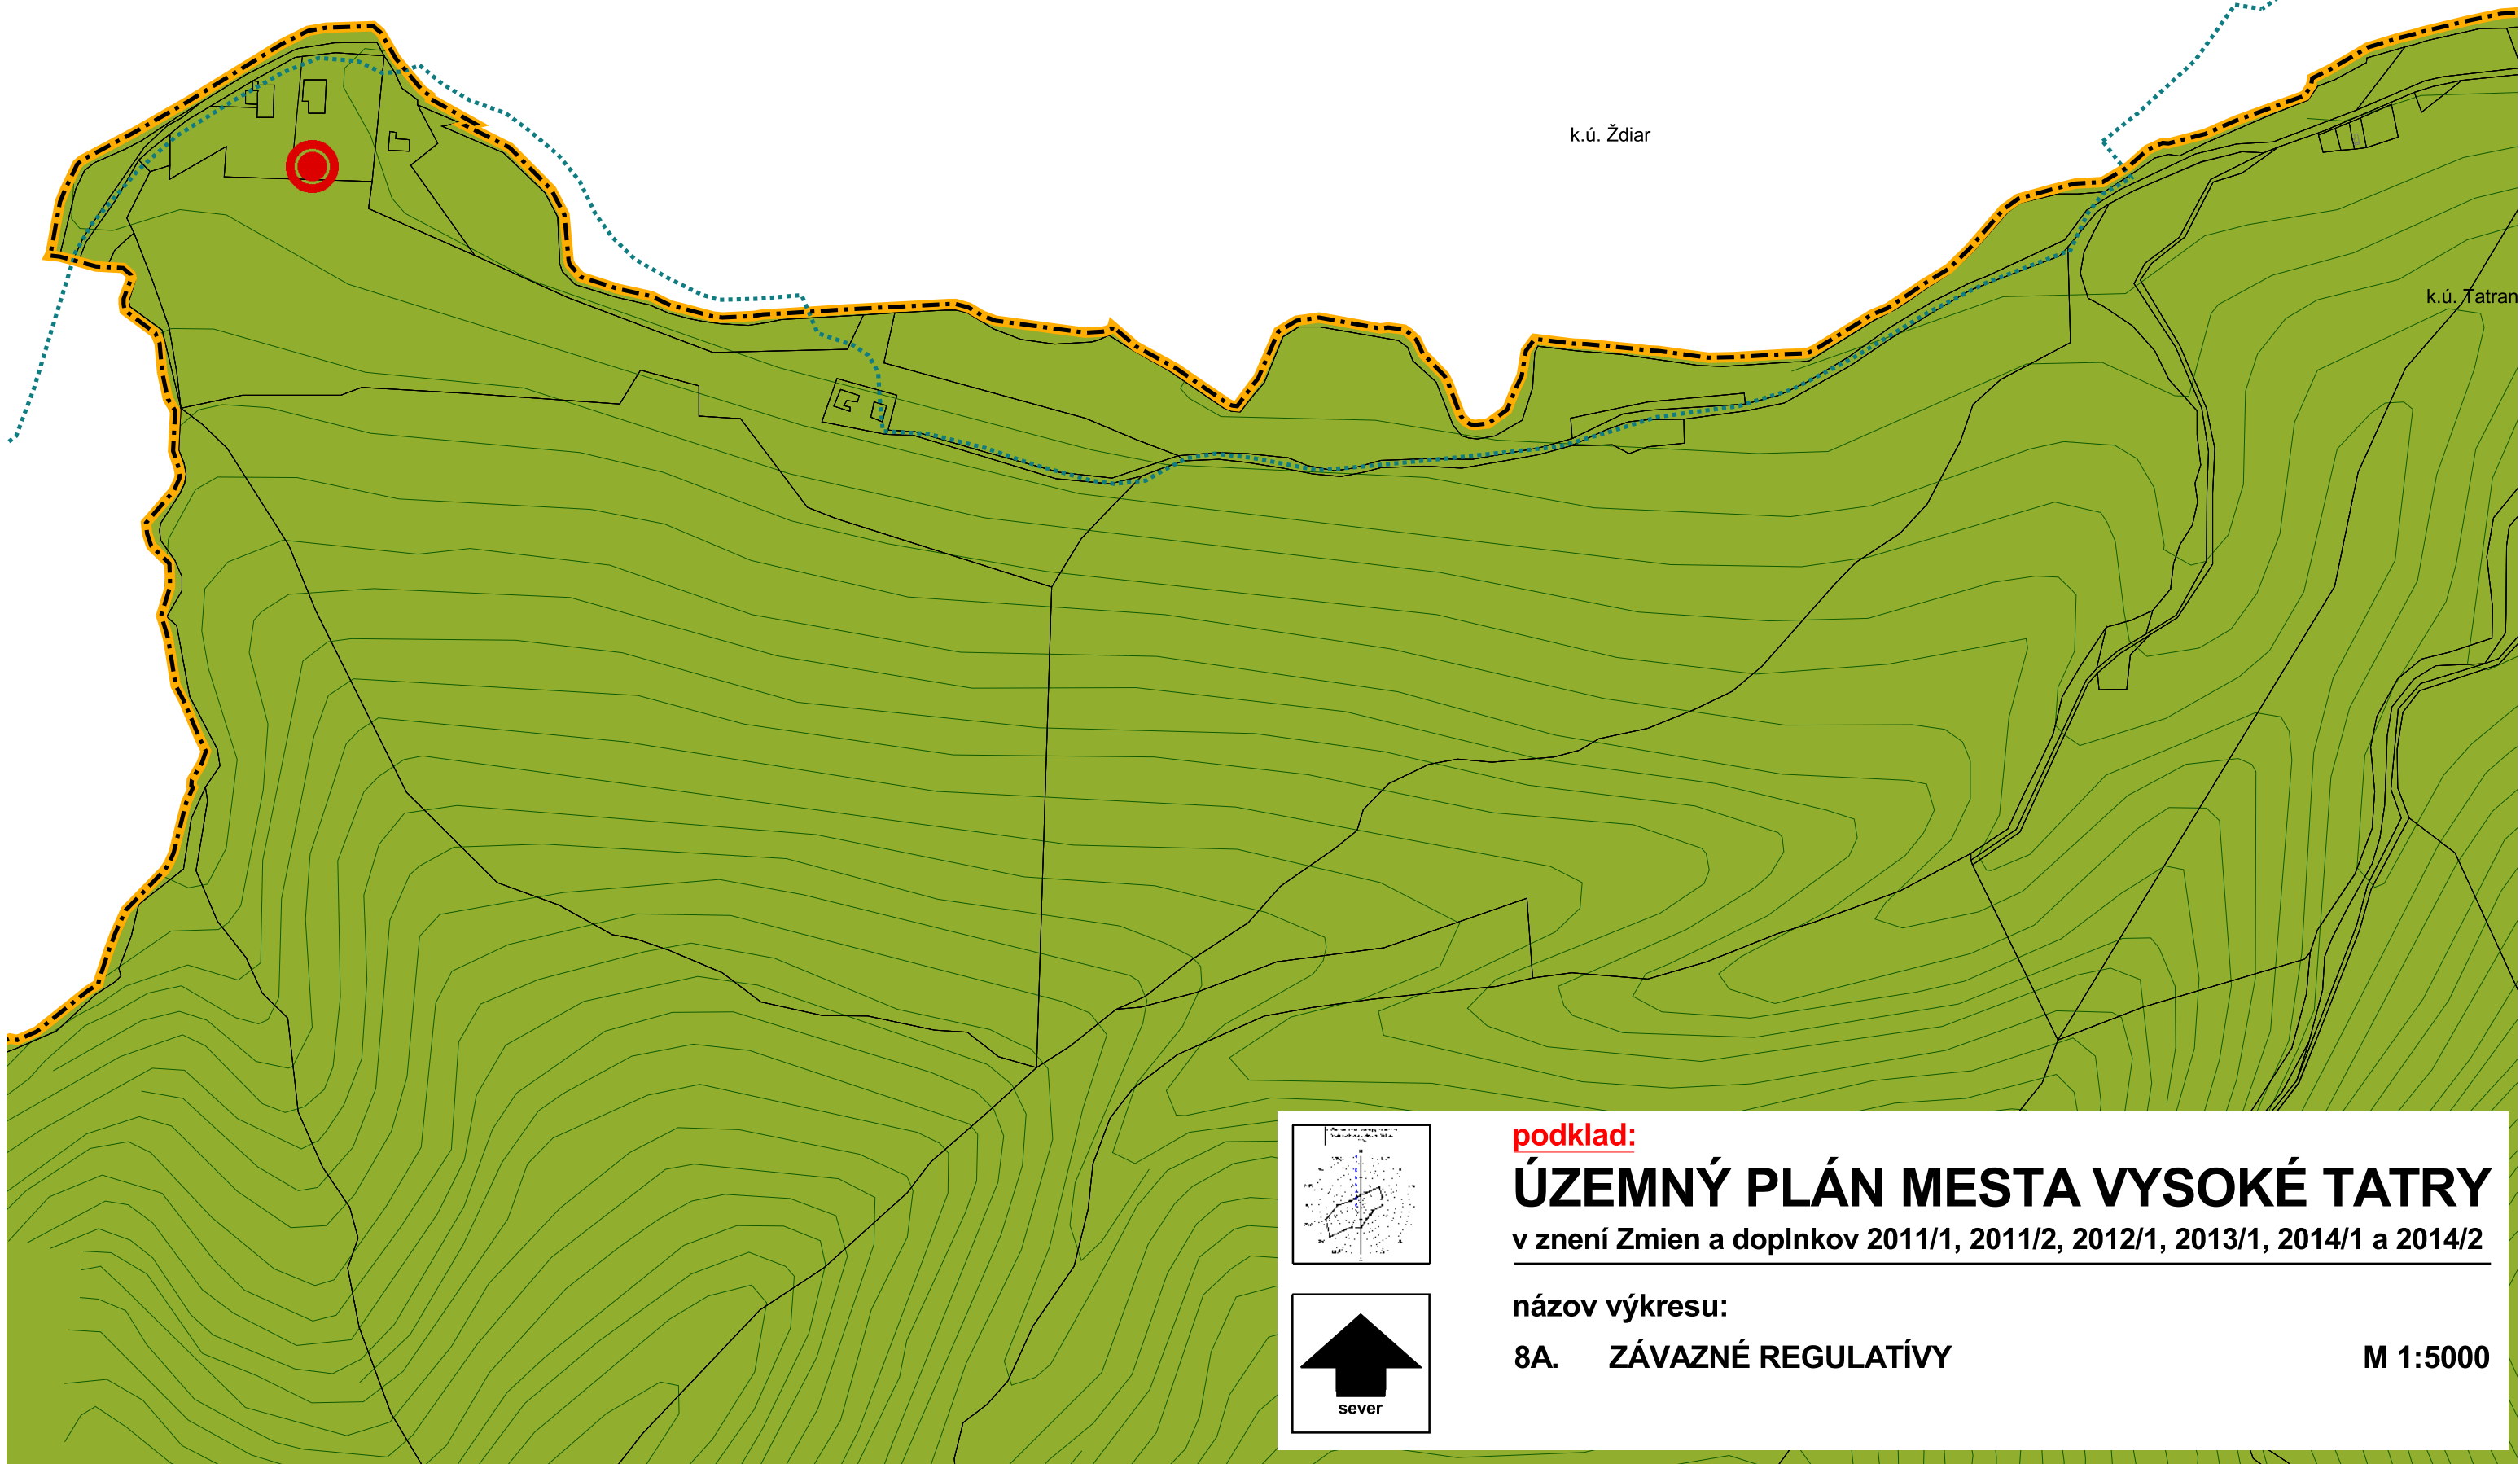 k.ú. Ždiar
k.ú. Tatran
podklad:
ÚZEMNÝ PLÁN MESTA VYSOKÉ TATRY
v znení Zmien a doplnkov 2011/1, 2011/2, 2012/1, 2013/1, 2014/1 a 2014/2
názov výkresu:
8A. ZÁVAZNÉ REGULATÍVY M 1:5000
sever